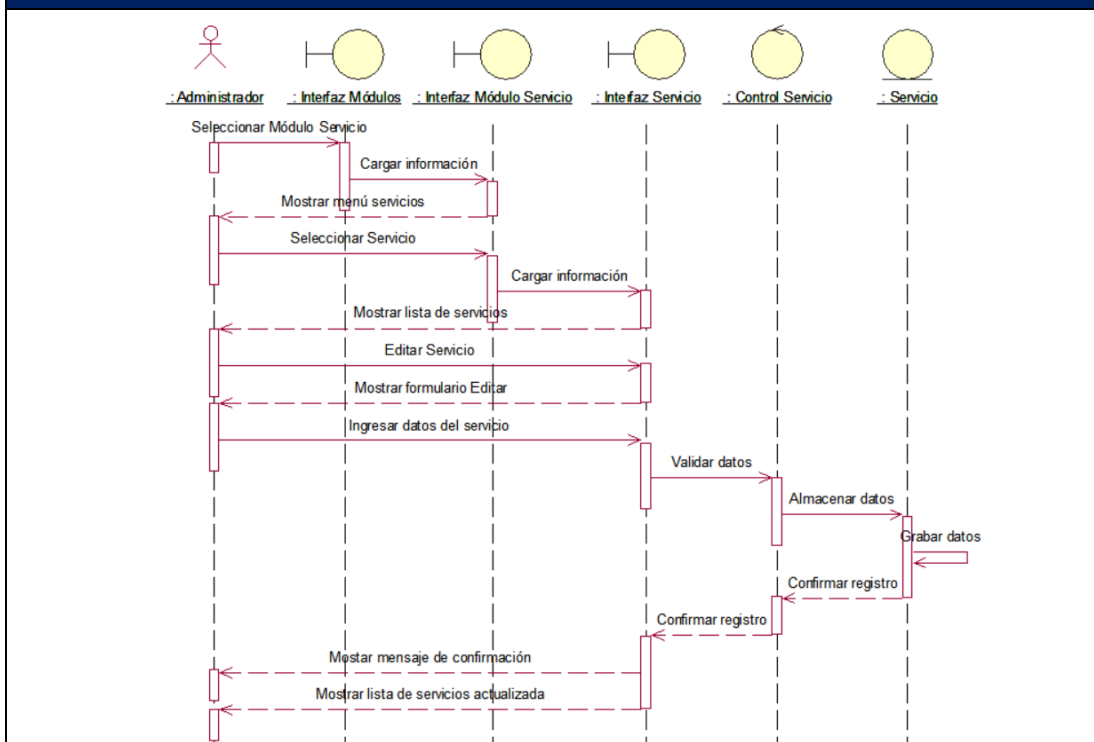 : Administrador
: Interfaz Módulos
: Interfaz Módulo Servicio
: Interfaz Servicio
: Control Servicio
: Servicio
Seleccionar Módulo Servicio
Cargar información
Mostrar menú servicios
Seleccionar Servicio
Cargar información
Mostrar lista de servicios
Editar Servicio
Mostrar formulario Editar
Ingresar datos del servicio
Validar datos
Almacenar datos
Grabar datos
Confirmar registro
Confirmar registro
Mostar mensaje de confirmación
Mostrar lista de servicios actualizada